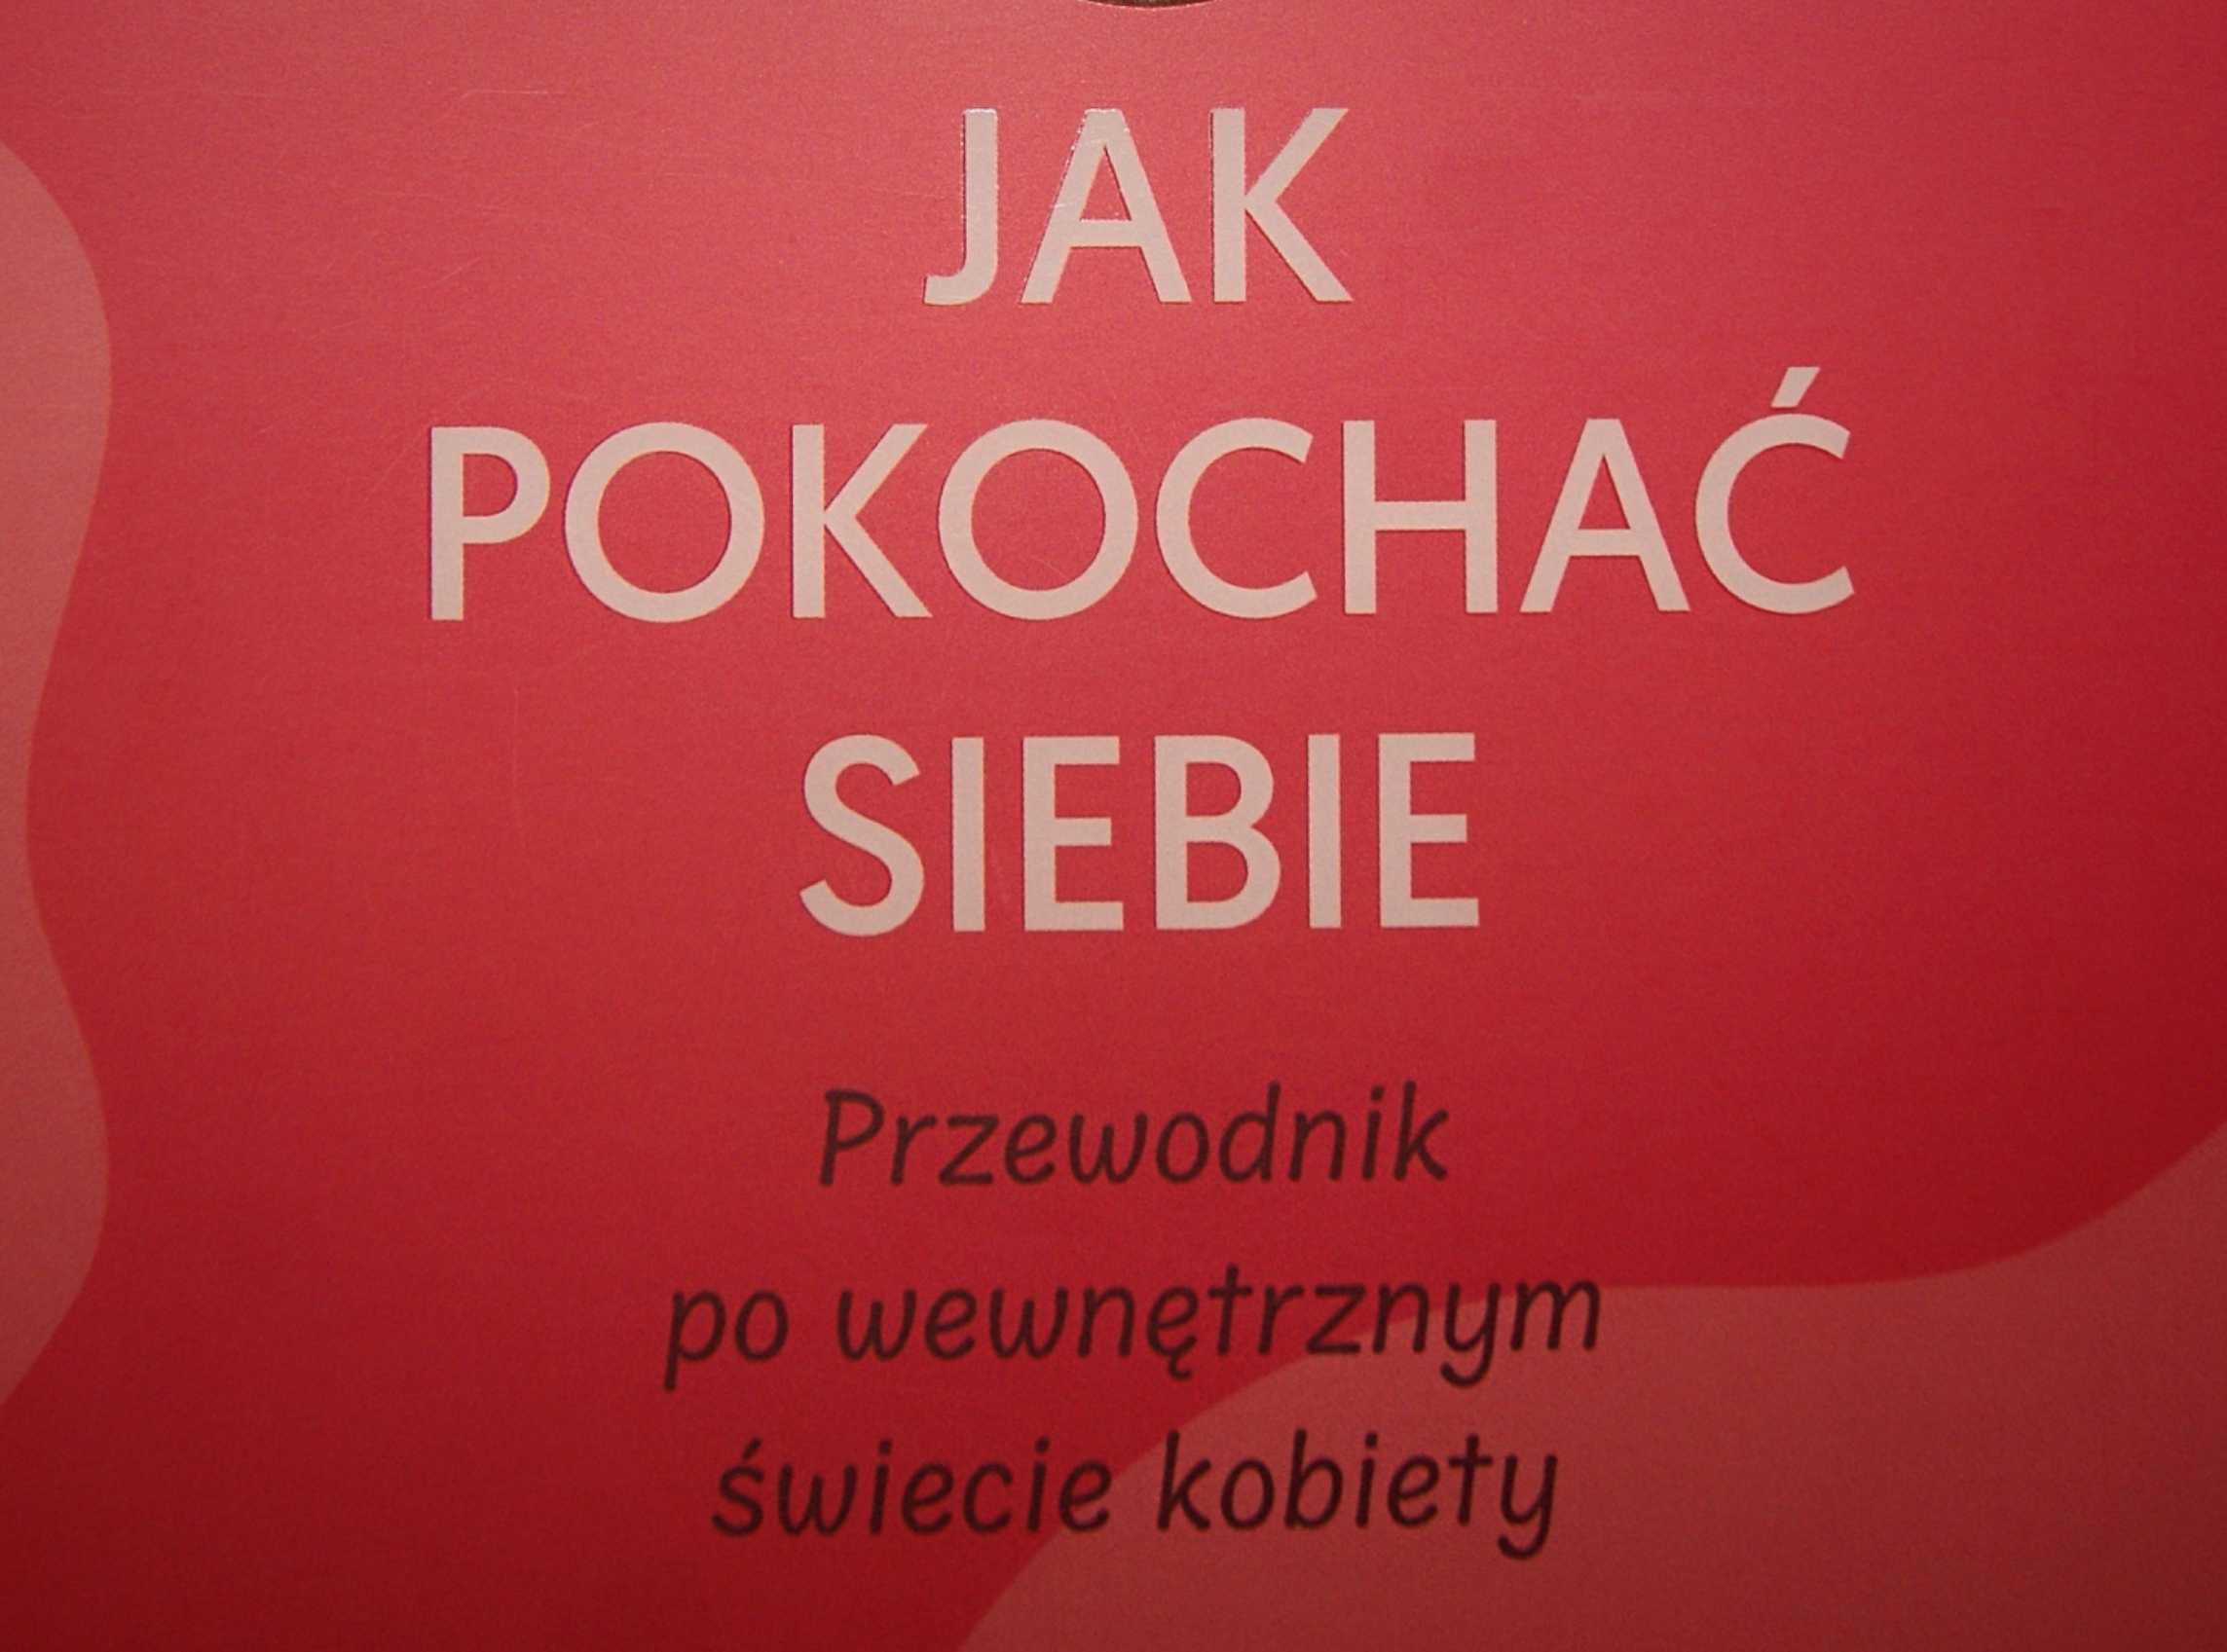 JAK
POKOCHAĆ
SIEBIE
Przewodnik
po wewnętrznym
świecie kobiety